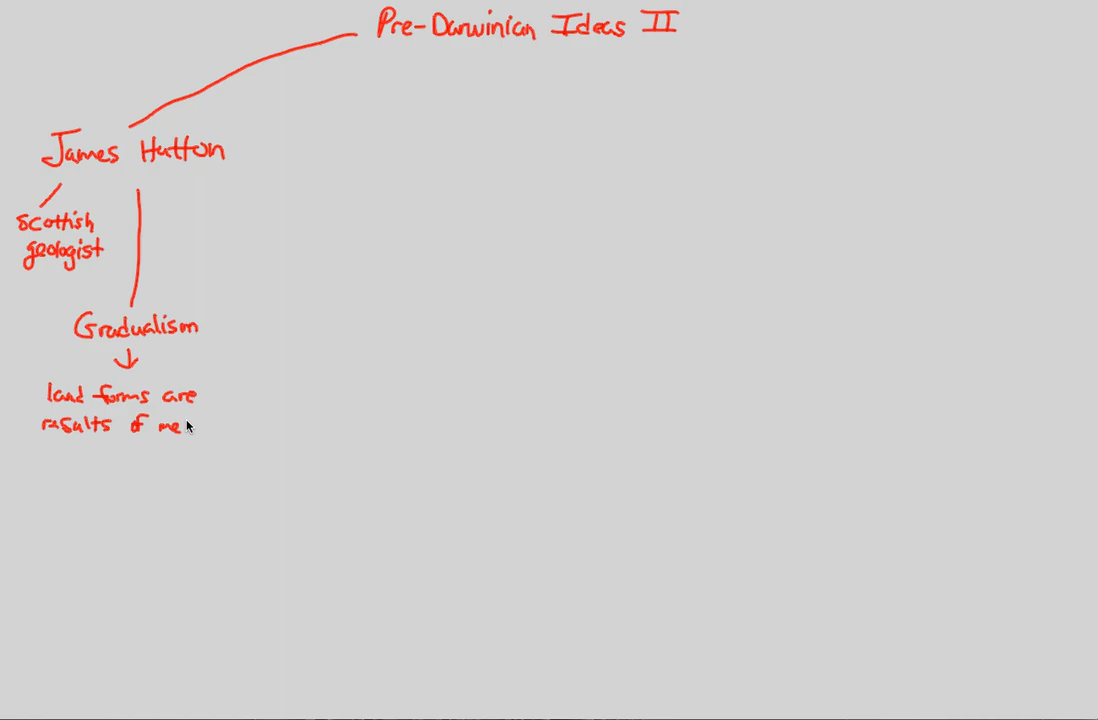 Pre-Darwinian Ideas II
James Hutton
Scottish
geologist
Gradualism
land forms are
results of me